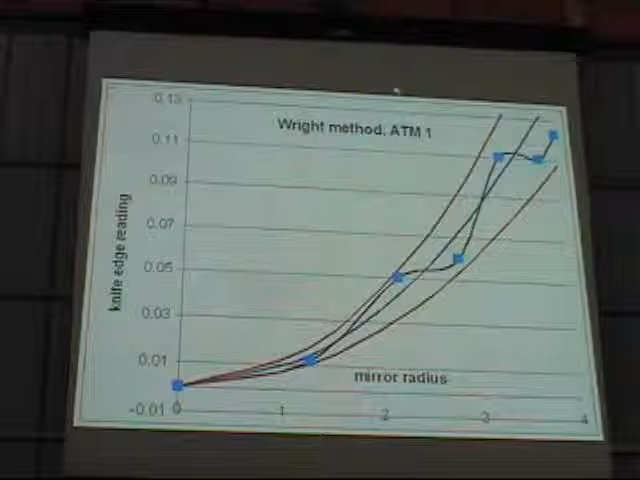 0.13
Wright method, ATM 1
0.11
0.09
0.07
0.05
0.03
0.01
-0.01
knife edge reading
mirror radius
0 1 2 3 4